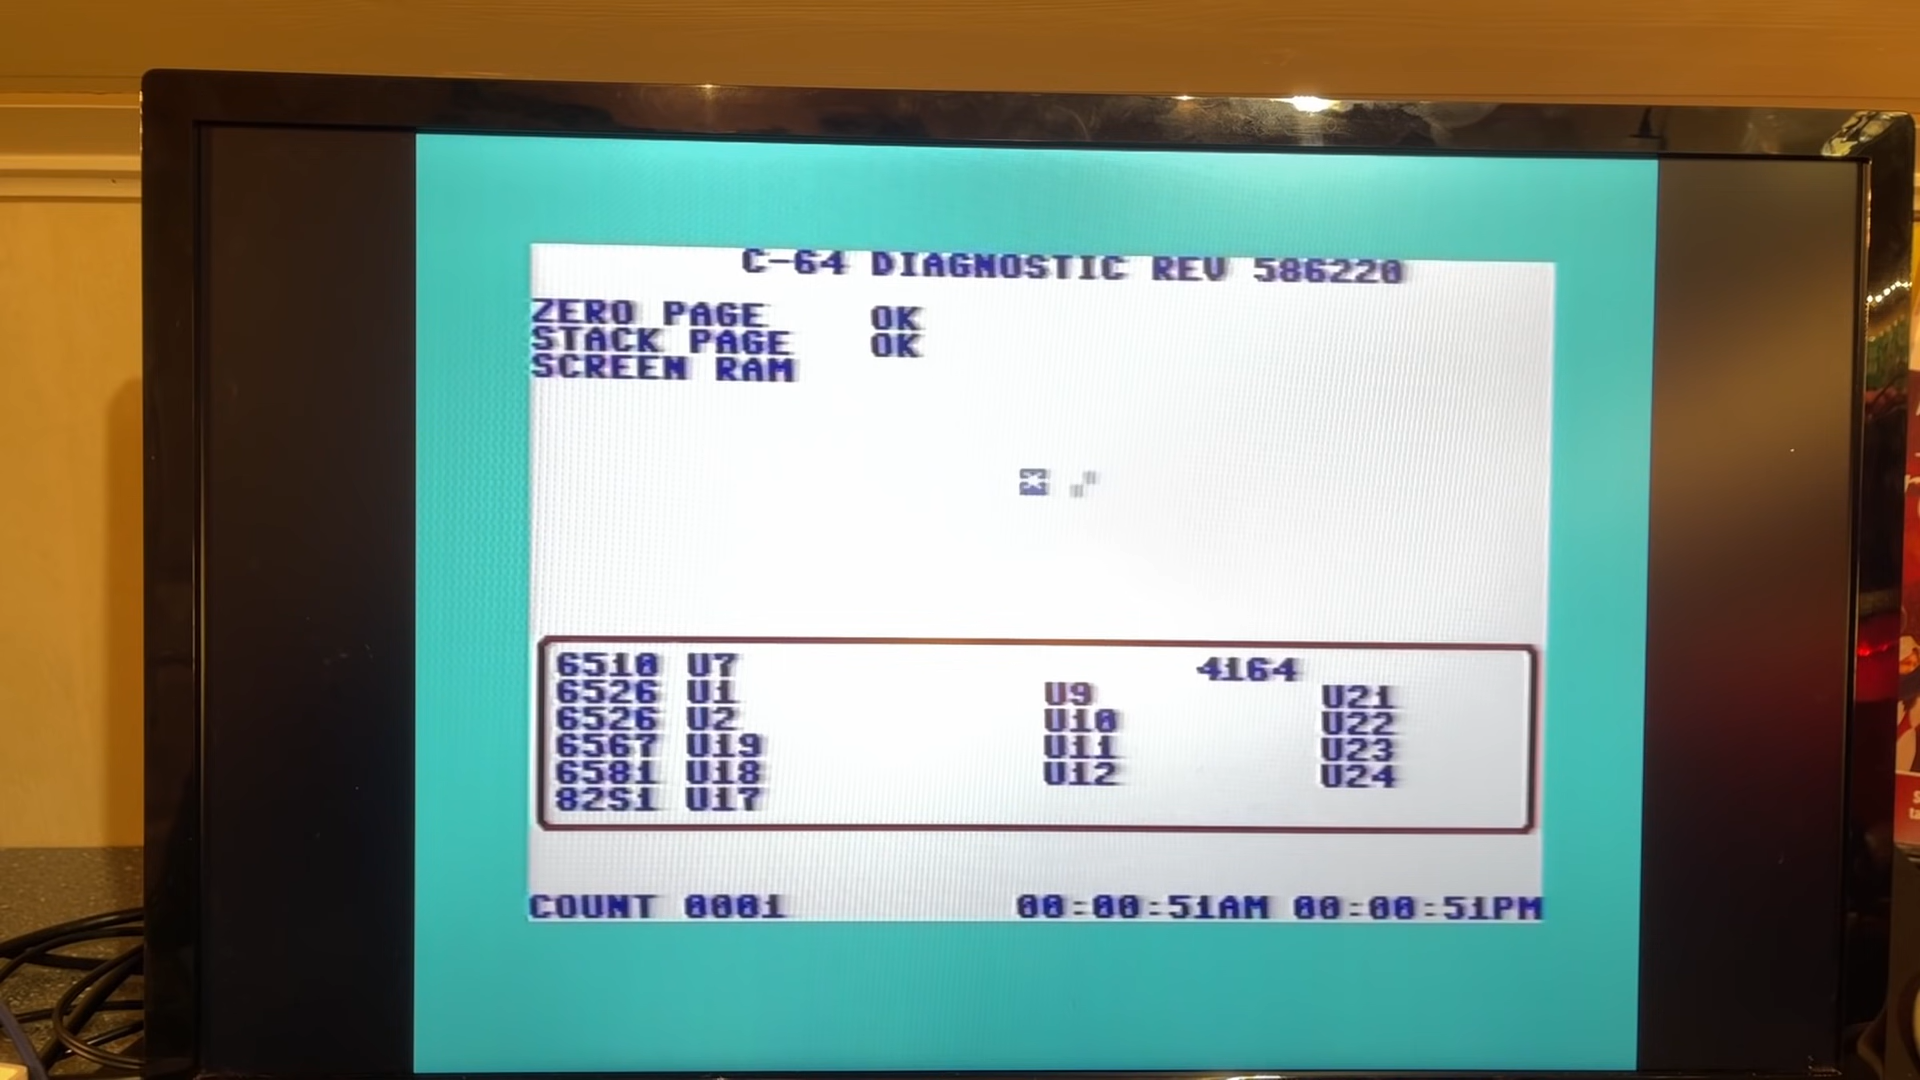 C-64 DIAGNOSTIC REV 586220
ZERO PAGE OK
STACK PAGE OK
SCREEN RAM
6510 U7 4164
6526 U1 U9 U21
6526 U2 U10 U22
6567 U19 U11 U23
6581 U18 U12 U24
82S1 U17
COUNT 0001 00:00:51AM 00:00:51PM